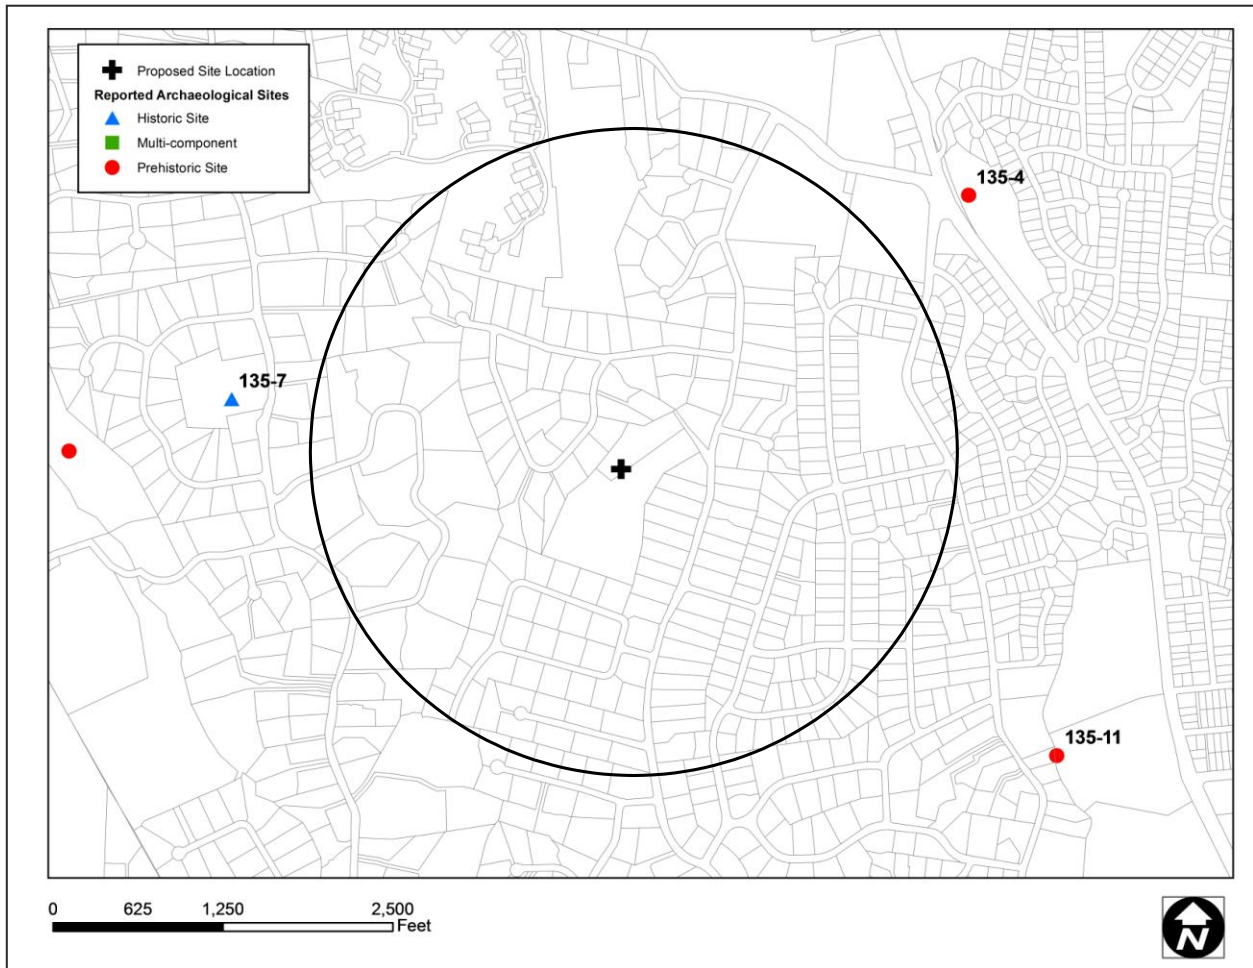 Proposed Site Location
Reported Archaeological Sites
Historic Site
Multi-component
Prehistoric Site
135-4
135-7
135-11
0 625 1,250 2,500
Feet
N